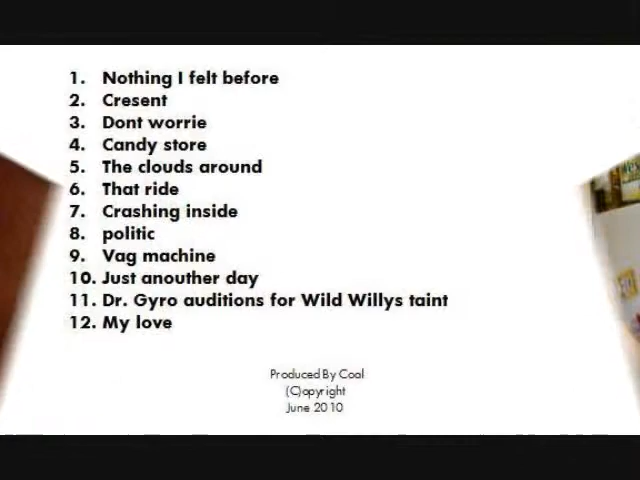 1. Nothing I felt before
2. Cresent
3. Dont worrie
4. Candy store
5. The clouds around
6. That ride
7. Crashing inside
8. politic
9. Vag machine
10. Just anouther day
11. Dr. Gyro auditions for Wild Willys taint
12. My love
Produced By Coal
(C)opyright
June 2010